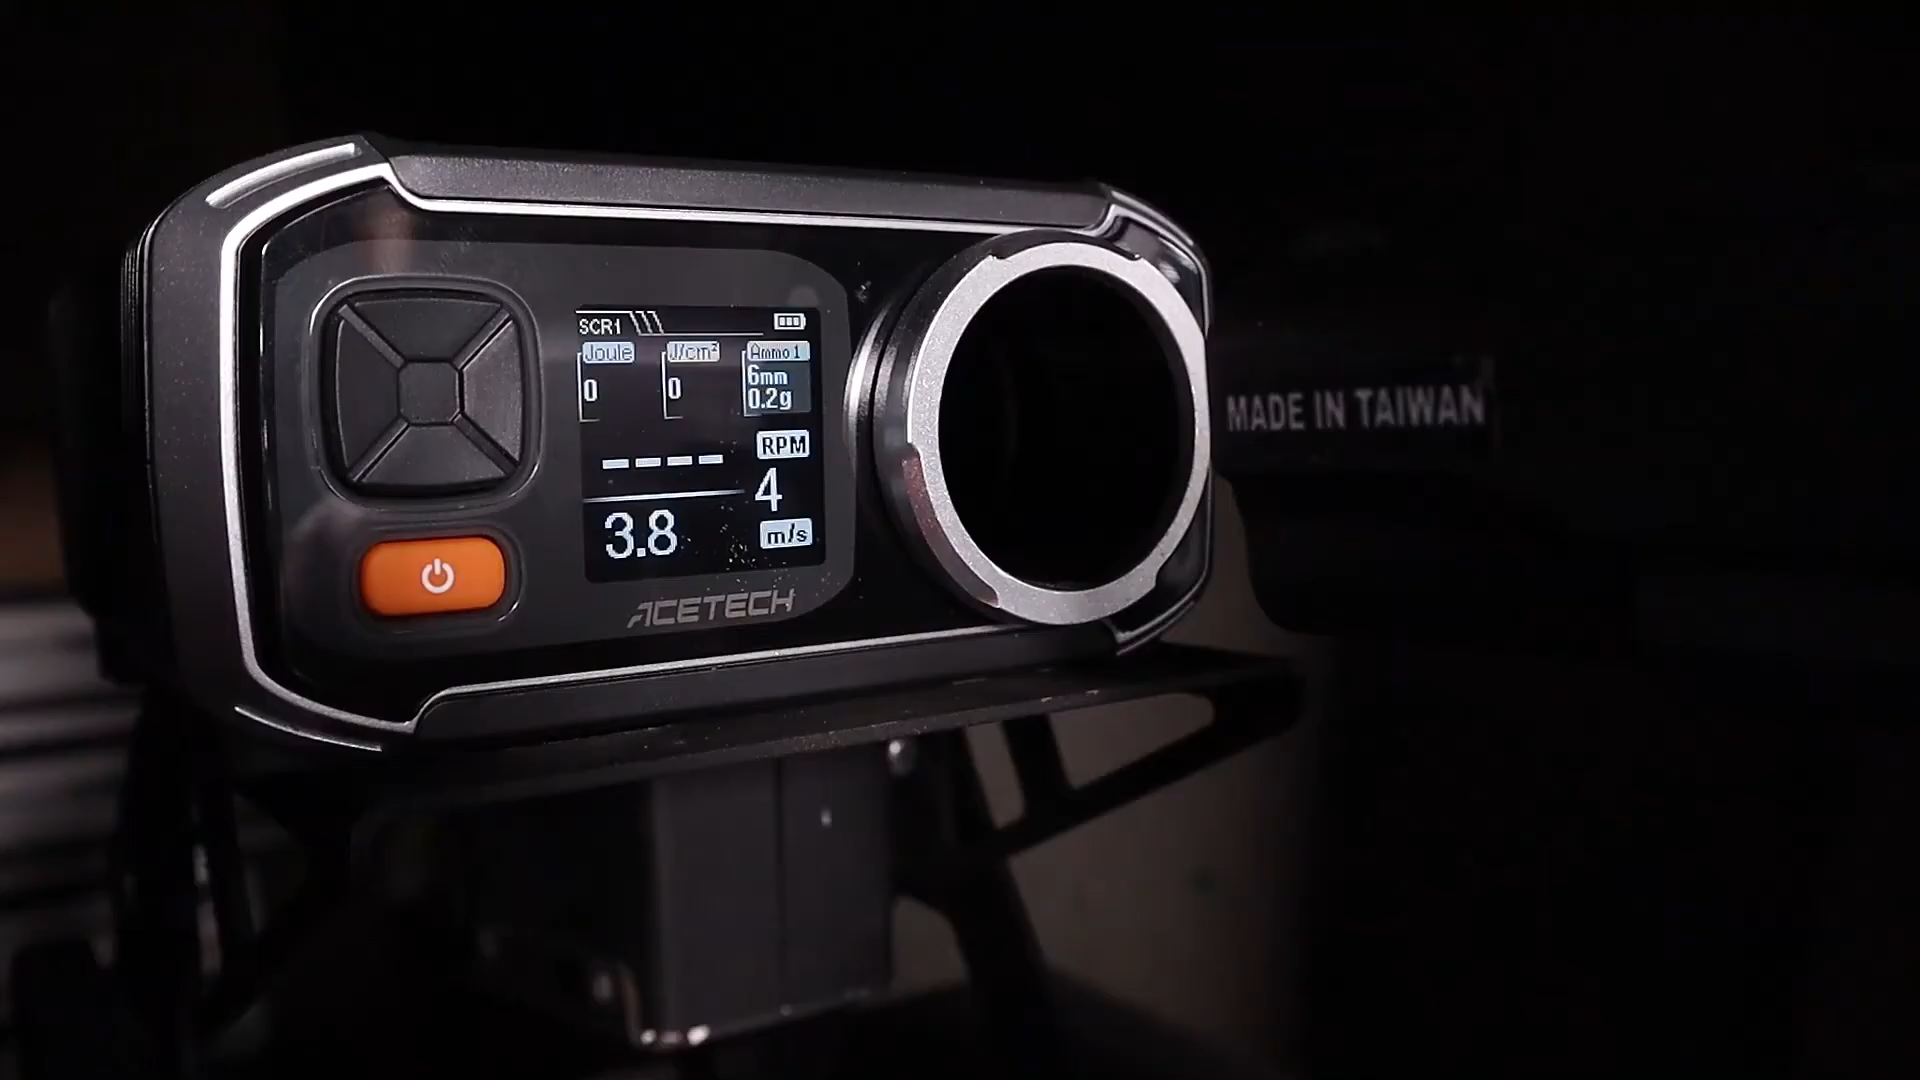 SCR1
Joule J/cm² Ammo 1
0 0 6mm
0.2g
RPM
---- 4
3.8 m/s
ACETECH
MADE IN TAIWAN